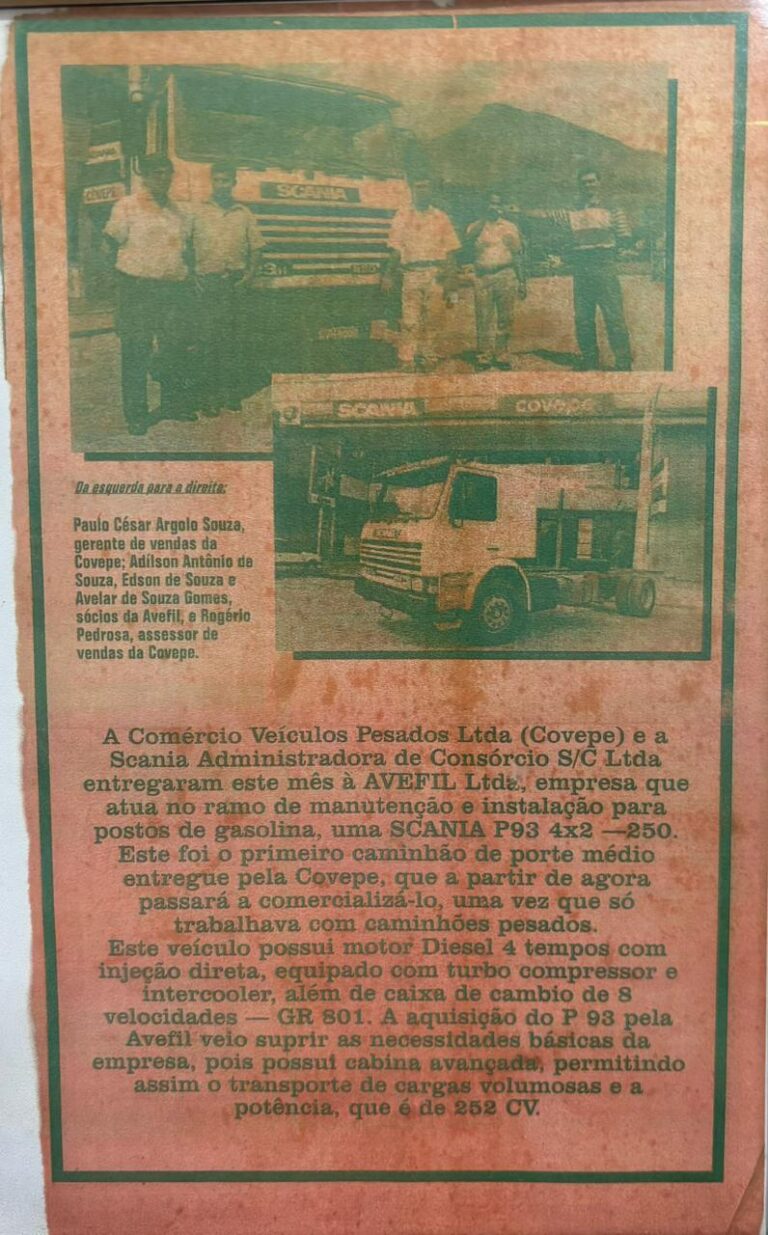 COVEPE
SCANIA
SCANIA
COVEPE
Da esquerda para a direita:
Paulo César Argolo Souza,
gerente de vendas da
Covepe; Adílson Antônio de
Souza, Edson de Souza e
Avelar de Souza Gomes,
sócios da Avefil, e Rogério
Pedrosa, assessor de
vendas da Covepe.
A Comércio Veículos Pesados Ltda (Covepe) e a
Scania Administradora de Consórcio S/C Ltda
entregaram este mês à AVEFIL Ltda, empresa que
atua no ramo de manutenção e instalação para
postos de gasolina, uma SCANIA P93 4x2 —250.
Este foi o primeiro caminhão de porte médio
entregue pela Covepe, que a partir de agora
passará a comercializá-lo, uma vez que só
trabalhava com caminhões pesados.
Este veículo possui motor Diesel 4 tempos com
injeção direta, equipado com turbo compressor e
intercooler, além de caixa de cambio de 8
velocidades — GR 801. A aquisição do P 93 pela
Avefil veio suprir as necessidades básicas da
empresa, pois possui cabina avançada, permitindo
assim o transporte de cargas volumosas e a
potência, que é de 252 CV.